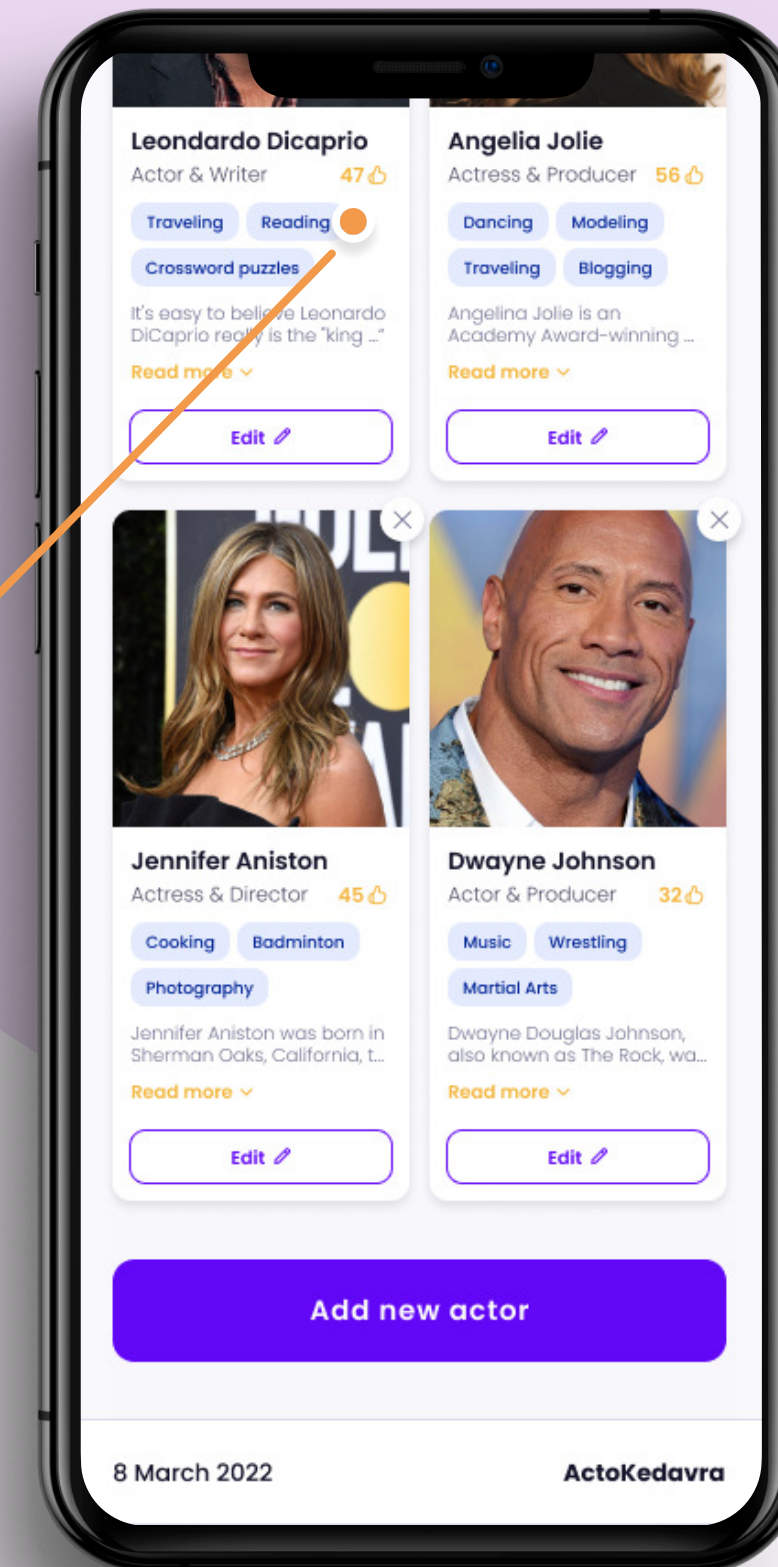 Leondardo Dicaprio
Actor & Writer 47
Traveling Reading
Crossword puzzles
It's easy to believe Leonardo
DiCaprio really is the "king ..."
Read more
Edit
Angelia Jolie
Actress & Producer 56
Dancing Modeling
Traveling Blogging
Angelina Jolie is an
Academy Award-winning ...
Read more
Edit
Jennifer Aniston
Actress & Director 45
Cooking Badminton
Photography
Jennifer Aniston was born in
Sherman Oaks, California, t...
Read more
Edit
Dwayne Johnson
Actor & Producer 32
Music Wrestling
Martial Arts
Dwayne Douglas Johnson,
also known as The Rock, wa...
Read more
Edit
Add new actor
8 March 2022
ActoKedavra